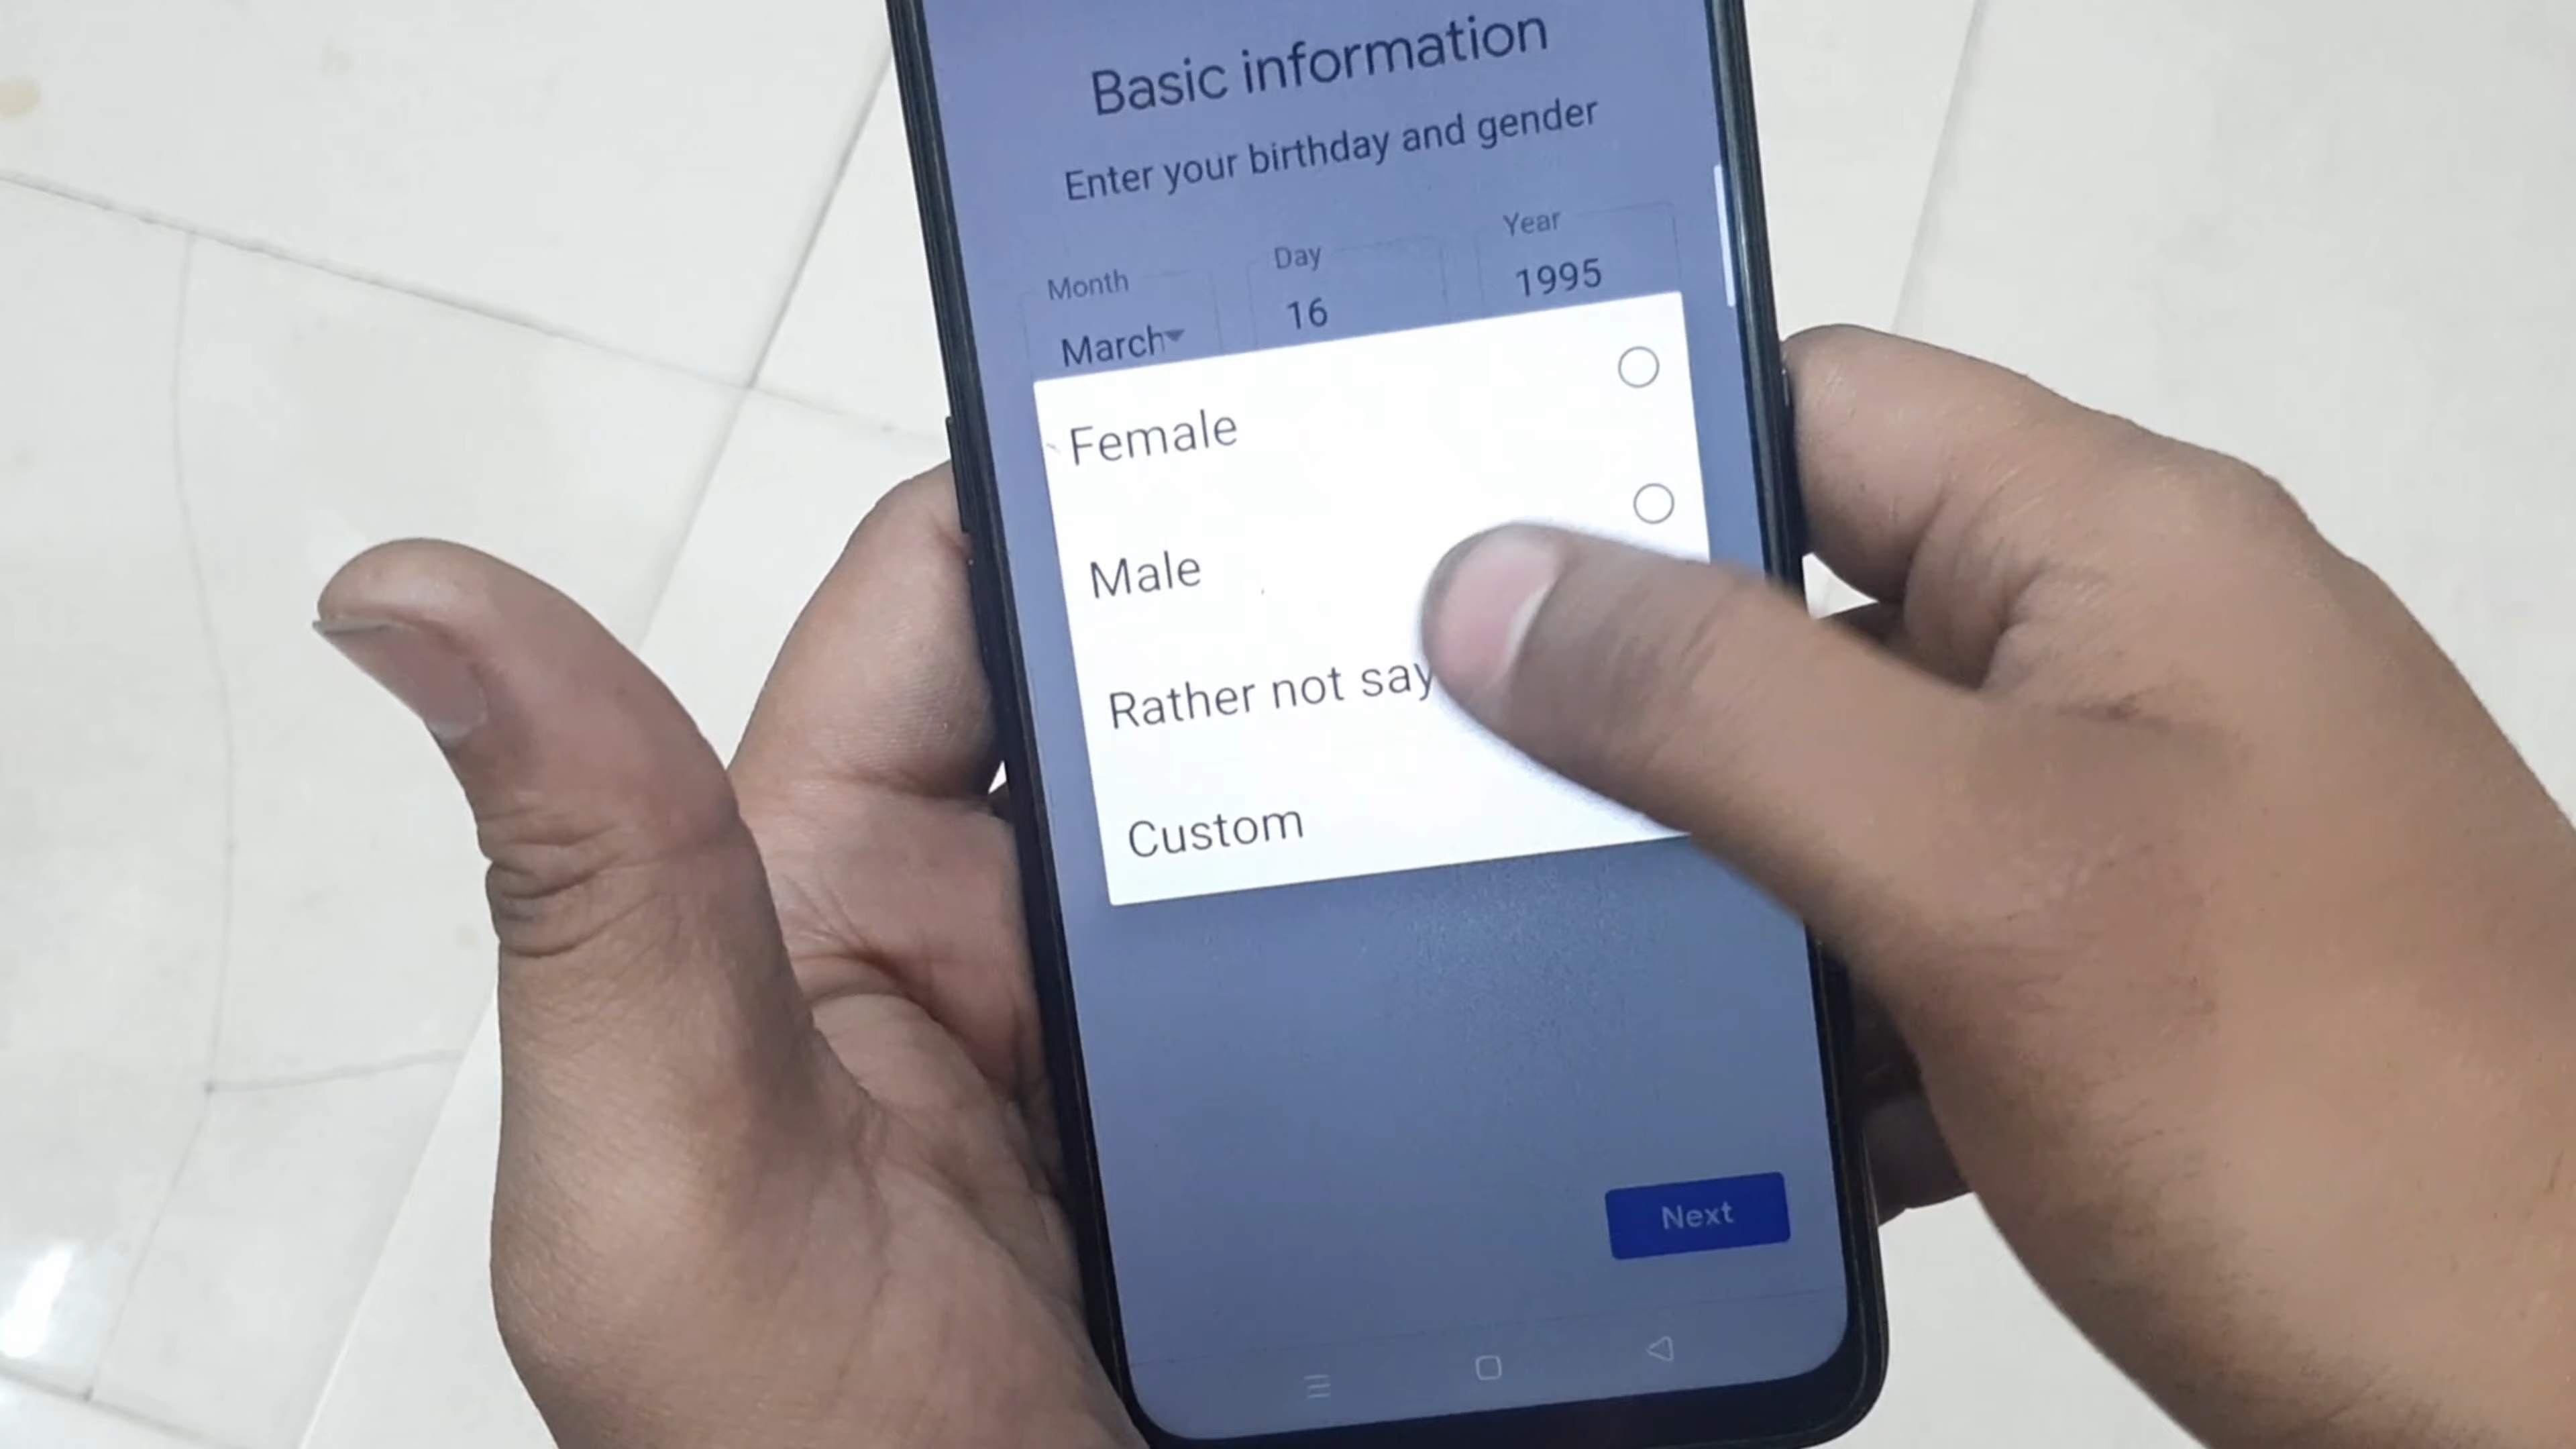 Basic information
Enter your birthday and gender
Month Day Year
March 16 1995
Female
Male
Rather not say
Custom
Next